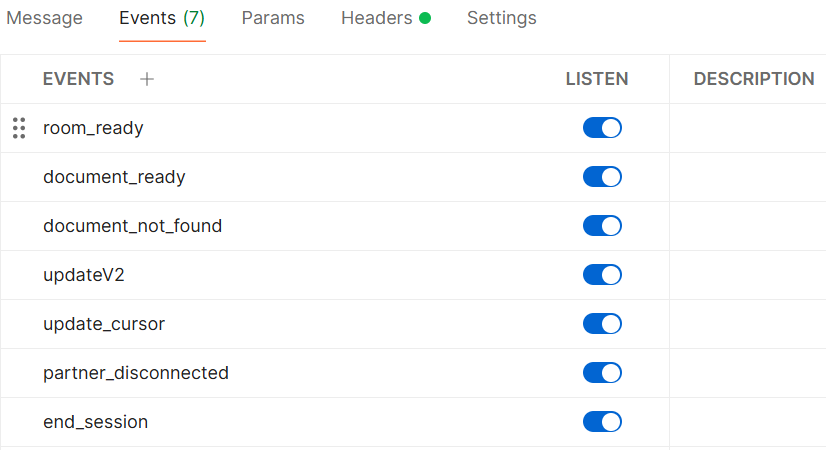 Message Events (7) Params Headers Settings
EVENTS + LISTEN DESCRIPTION
room_ready
document_ready
document_not_found
updateV2
update_cursor
partner_disconnected
end_session